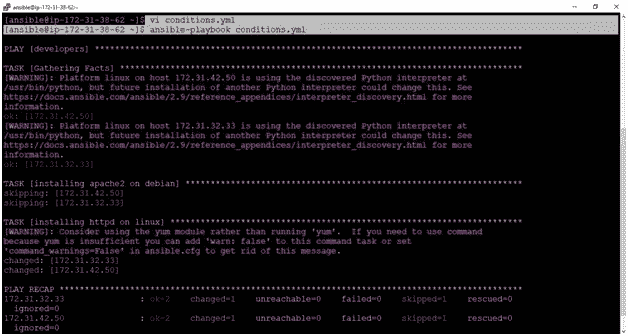 ansible@ip-172-31-38-62:~
[ansible@ip-172-31-38-62 ~]$ vi conditions.yml
[ansible@ip-172-31-38-62 ~]$ ansible-playbook conditions.yml
PLAY [developers] ******************************************************************************
TASK [Gathering Facts] *************************************************************************
[WARNING]: Platform linux on host 172.31.42.50 is using the discovered Python interpreter at
/usr/bin/python, but future installation of another Python interpreter could change this. See
https://docs.ansible.com/ansible/2.9/reference_appendices/interpreter_discovery.html for more
information.
ok: [172.31.42.50]
[WARNING]: Platform linux on host 172.31.32.33 is using the discovered Python interpreter at
/usr/bin/python, but future installation of another Python interpreter could change this. See
https://docs.ansible.com/ansible/2.9/reference_appendices/interpreter_discovery.html for more
information.
ok: [172.31.32.33]
TASK [installing apache2 on debian] ************************************************************
skipping: [172.31.42.50]
skipping: [172.31.32.33]
TASK [installing httpd on linux] ***************************************************************
[WARNING]: Consider using the yum module rather than running 'yum'.  If you need to use command
because yum is insufficient you can add 'warn: false' to this command task or set
'command_warnings=False' in ansible.cfg to get rid of this message.
changed: [172.31.32.33]
changed: [172.31.42.50]
PLAY RECAP *************************************************************************************
172.31.32.33 : ok=2 changed=1 unreachable=0 failed=0 skipped=1 rescued=0
ignored=0
172.31.42.50 : ok=2 changed=1 unreachable=0 failed=0 skipped=1 rescued=0
ignored=0